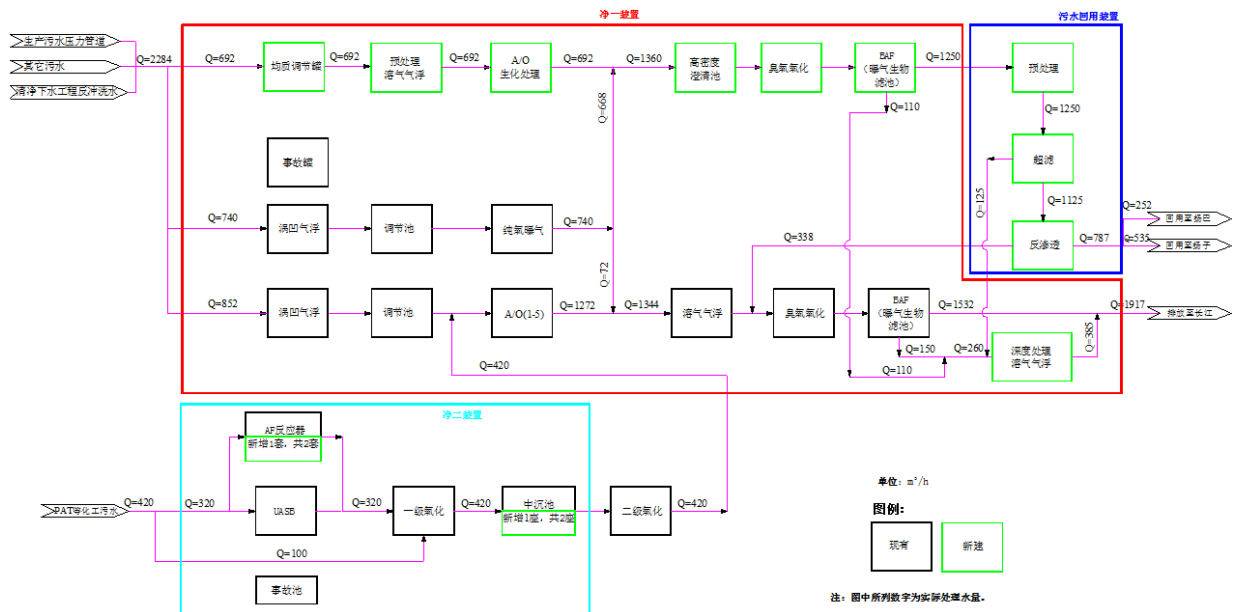 净一装置
污水回用装置
生产污水压力管道
其它污水
清净下水工程反冲洗水
Q=2284
Q=692
均质调节罐
Q=692
预处理
溶气气浮
Q=692
A/O
生化处理
Q=692
Q=1360
高密度
澄清池
臭氧氧化
BAF
（曝气生物
滤池）
Q=1250
预处理
Q=668
Q=110
Q=1250
事故罐
超滤
Q=125
Q=1125
Q=740
涡凹气浮
调节池
纯氧曝气
Q=740
Q=338
反渗透
Q=787
Q=252
回用至扬巴
Q=535
回用至扬子
Q=72
Q=852
涡凹气浮
调节池
A/O(1-5)
Q=1272
Q=1344
溶气气浮
臭氧氧化
BAF
（曝气生物
滤池）
Q=1532
Q=1917
排放至长江
Q=385
Q=150
Q=260
深度处理
溶气气浮
Q=110
Q=420
净二装置
AF反应器
新增1套，共2套
PAT等化工污水
Q=420
Q=320
UASB
Q=320
一级氧化
Q=420
中沉池
新增1座，共2座
二级氧化
Q=420
Q=100
事故池
单位：m³/h
图例：
现有
新建
注：图中所列数字为实际处理水量。